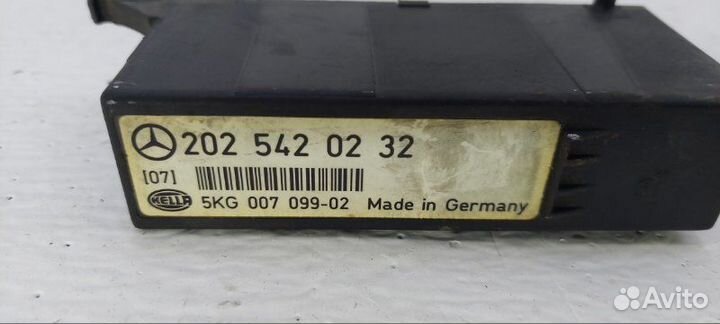 202 542 02 32
[07]
HELLA 5KG 007 099-02 Made in Germany
Avito